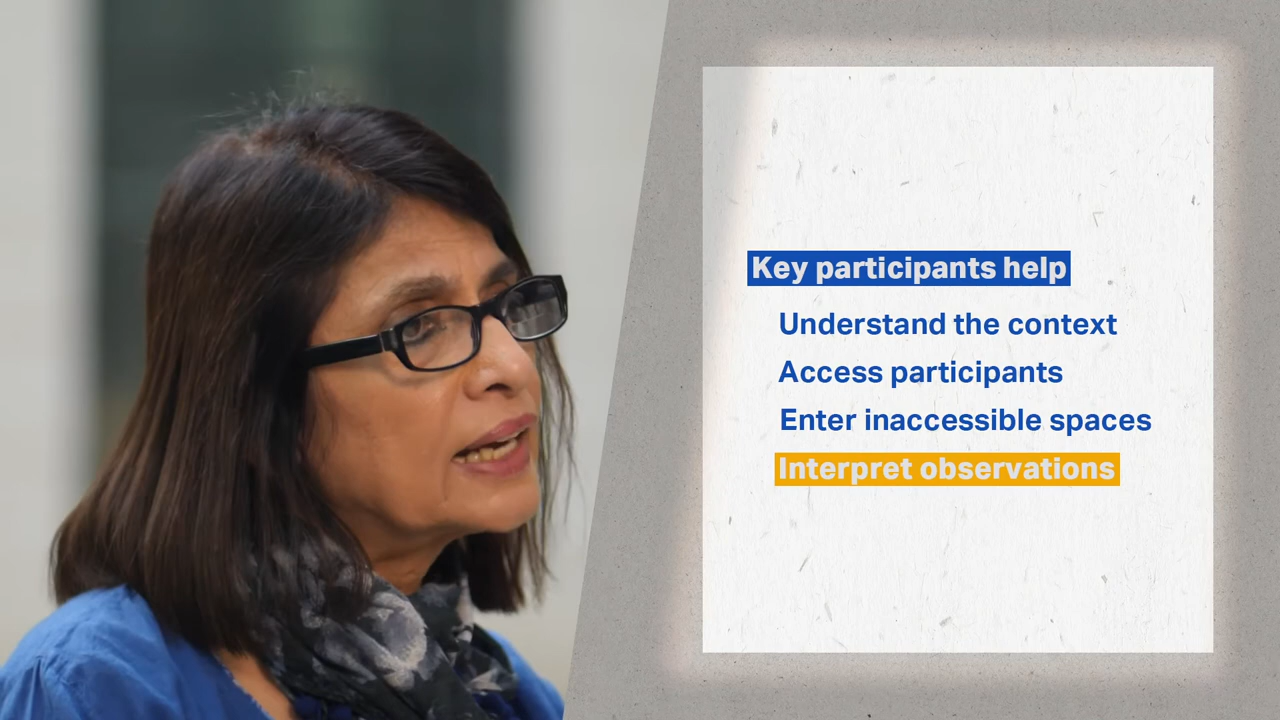 Key participants help
Understand the context
Access participants
Enter inaccessible spaces
Interpret observations